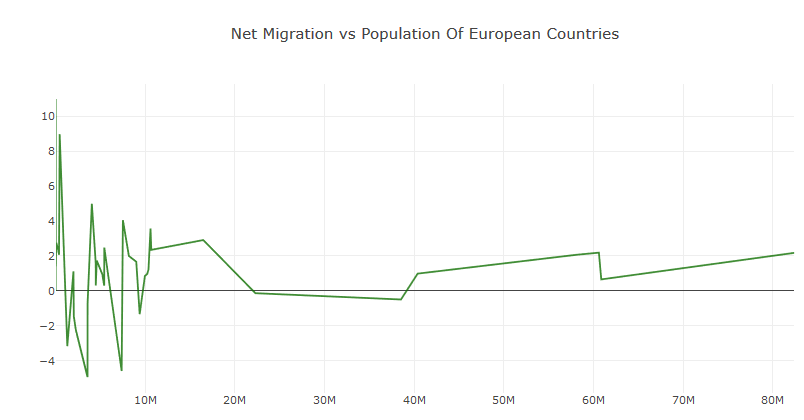 Net Migration vs Population Of European Countries
10
8
6
4
2
0
−2
−4
10M
20M
30M
40M
50M
60M
70M
80M